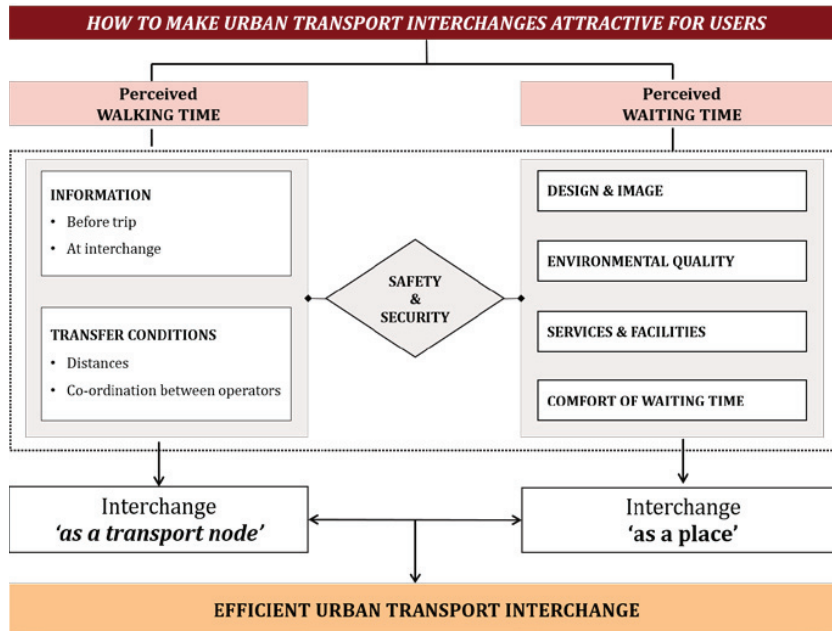 HOW TO MAKE URBAN TRANSPORT INTERCHANGES ATTRACTIVE FOR USERS
Perceived
WALKING TIME
Perceived
WAITING TIME
INFORMATION
• Before trip
• At interchange
TRANSFER CONDITIONS
• Distances
• Co-ordination between operators
SAFETY
&
SECURITY
DESIGN & IMAGE
ENVIRONMENTAL QUALITY
SERVICES & FACILITIES
COMFORT OF WAITING TIME
Interchange
‘as a transport node’
Interchange
‘as a place’
EFFICIENT URBAN TRANSPORT INTERCHANGE